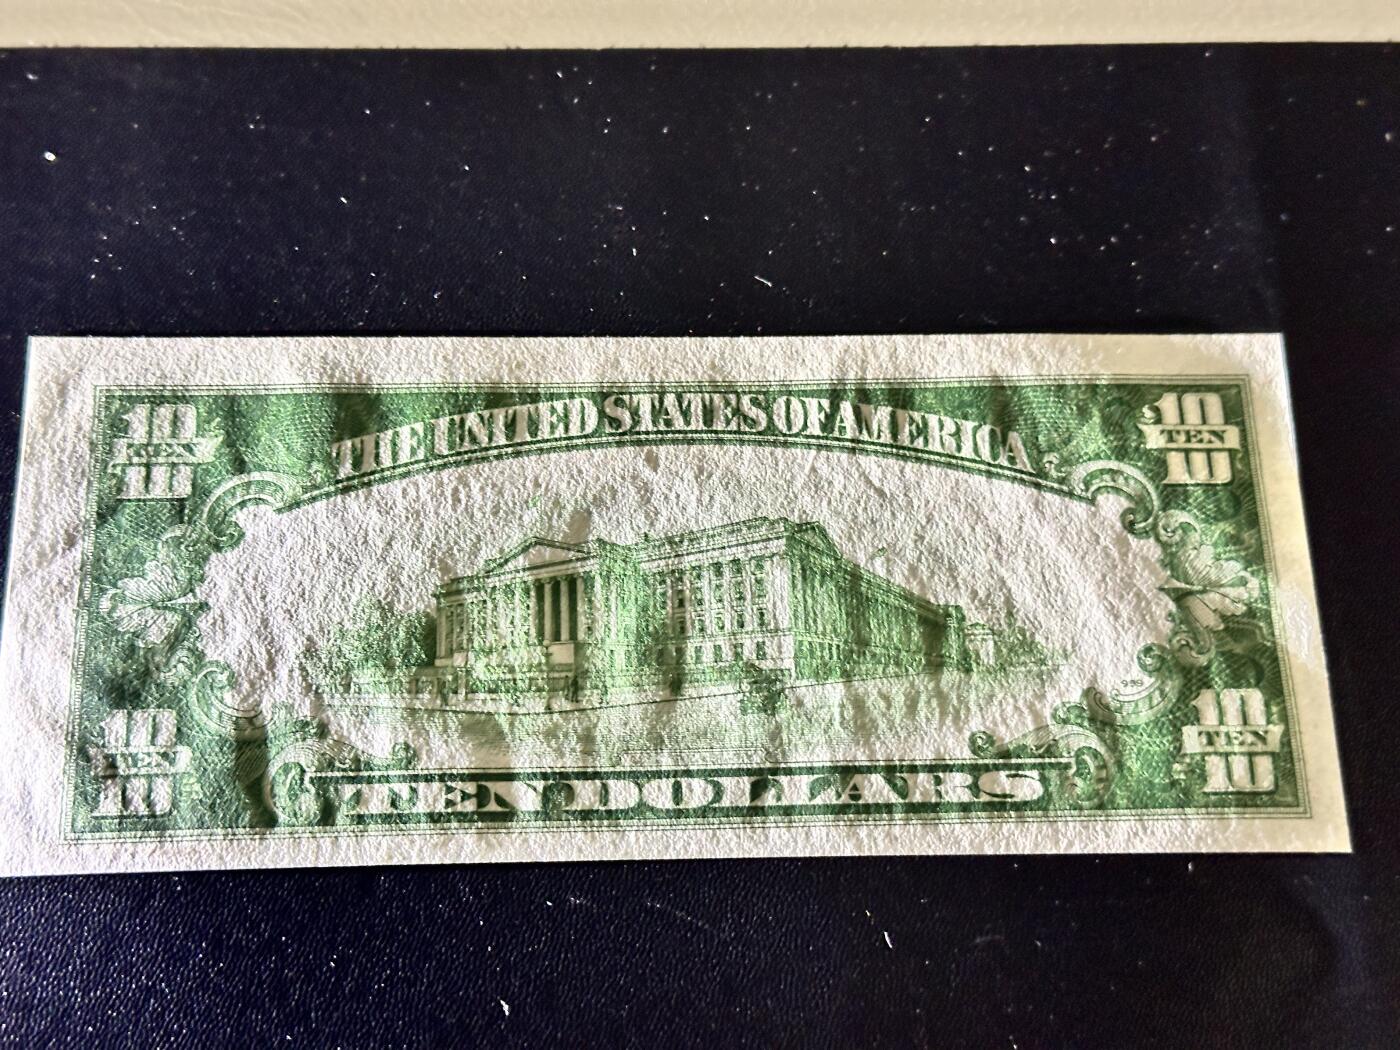 10 TEN 10
THE UNITED STATES OF AMERICA
$10 TEN 10
10 TEN 10
TEN DOLLARS
10 TEN 10